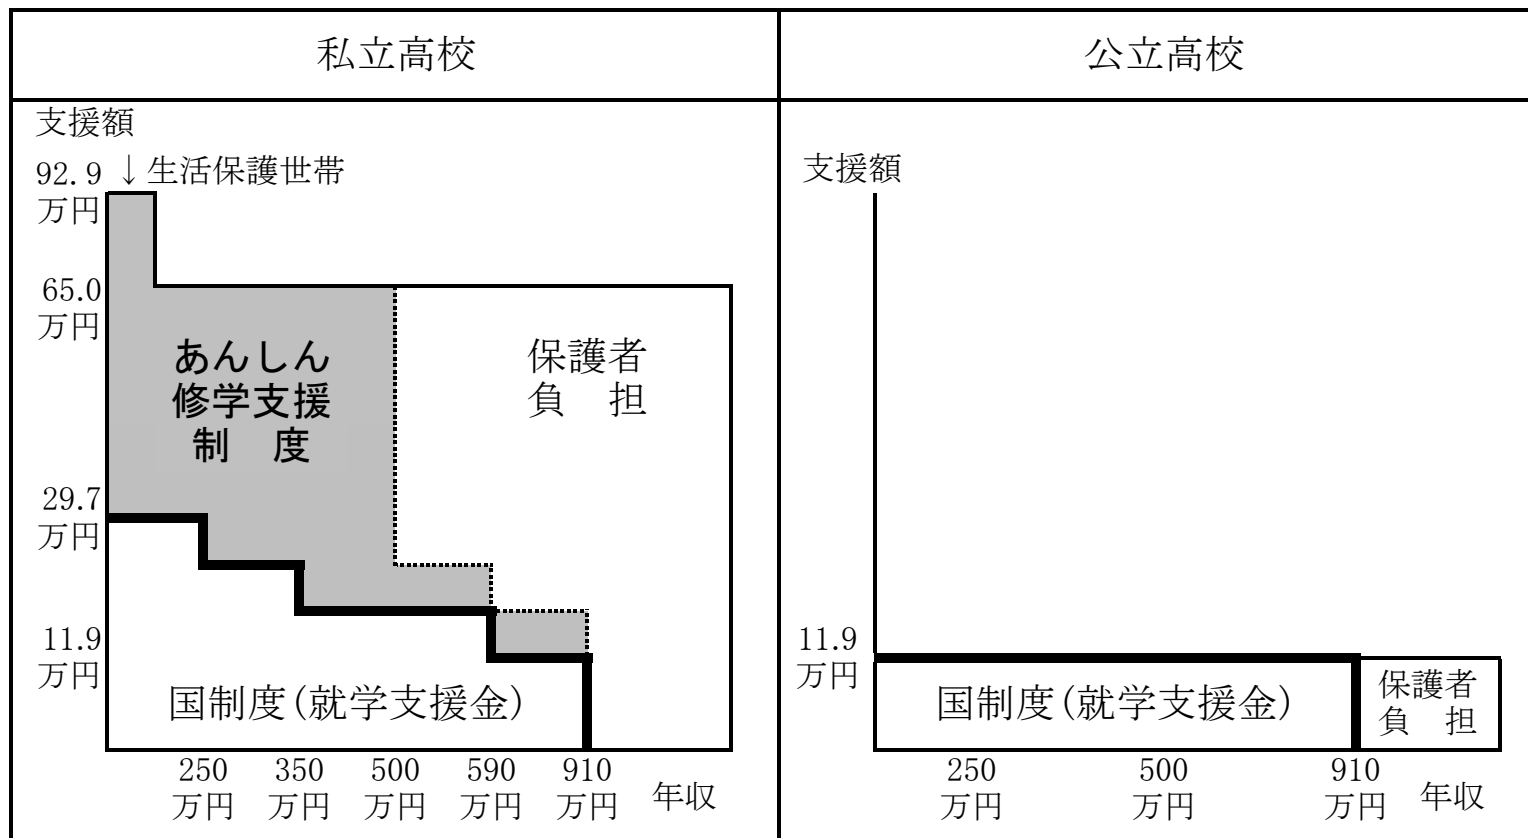 私立高校
公立高校
支援額
92.9
万円
↓生活保護世帯
65.0
万円
あんしん
修学支援
制　度
保護者
負　担
29.7
万円
11.9
万円
国制度(就学支援金)
250
万円
350
万円
500
万円
590
万円
910
万円
年収
支援額
11.9
万円
国制度(就学支援金)
保護者
負　担
250
万円
500
万円
910
万円
年収